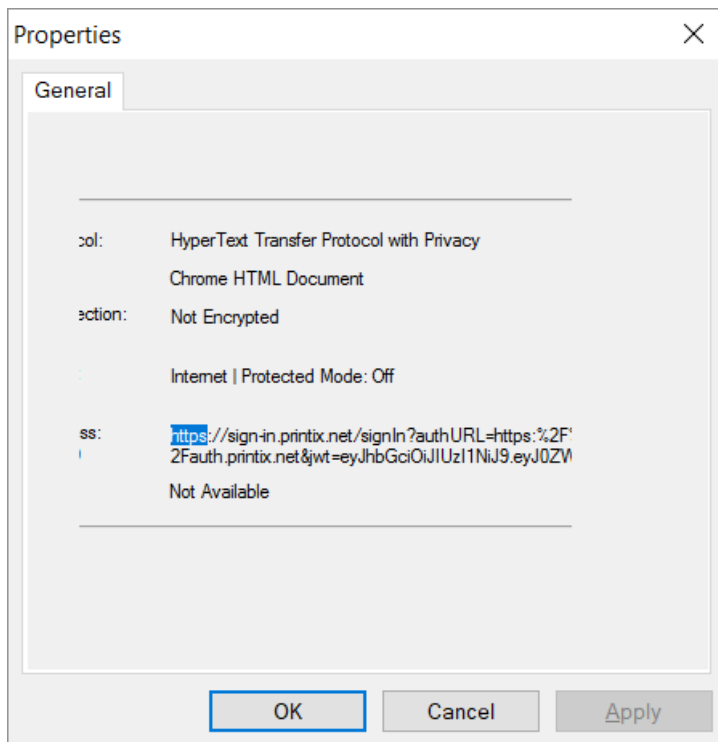 Properties
General
col:
HyperText Transfer Protocol with Privacy
Chrome HTML Document
ection:
Not Encrypted
Internet | Protected Mode: Off
ss:
https://sign-in.printix.net/signIn?authURL=https:%2F%
2Fauth.printix.net&jwt=eyJhbGciOiJIUzI1NiJ9.eyJ0ZW
Not Available
OK
Cancel
Apply